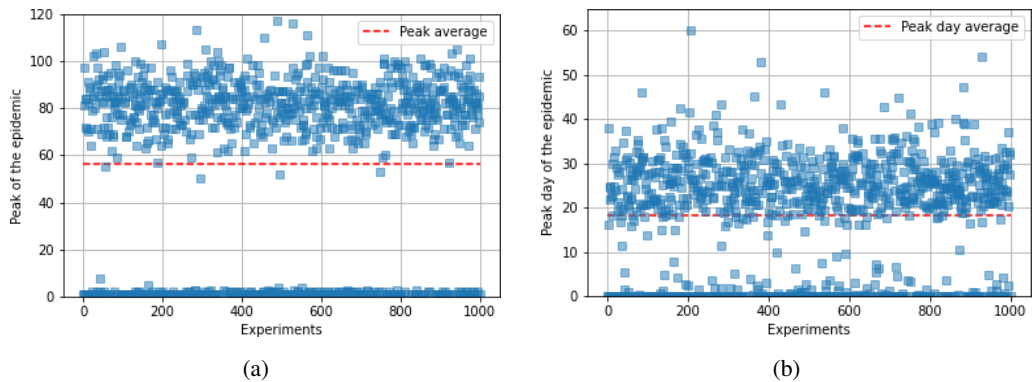 120
100
80
60
40
20
0
Peak of the epidemic
Peak average
0 200 400 600 800 1000
Experiments
(a)
60
50
40
30
20
10
0
Peak day of the epidemic
Peak day average
0 200 400 600 800 1000
Experiments
(b)